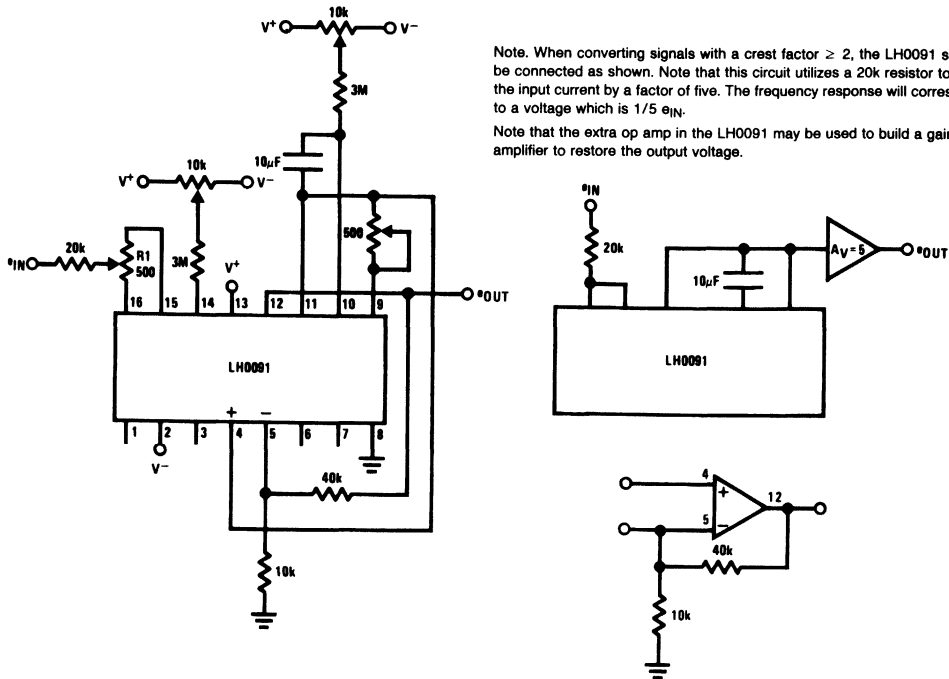 10k
V+ V−
3M
10μF
10k
V+ V−
500
20k
eIN
R1
500
3M
V+
16 15 14 13 12 11 10 9
eOUT
LH0091
+ −
1 2 3 4 5 6 7 8
V−
40k
10k
Note. When converting signals with a crest factor ≥ 2, the LH0091 s
be connected as shown. Note that this circuit utilizes a 20k resistor to
the input current by a factor of five. The frequency response will corres
to a voltage which is 1/5 eIN.
Note that the extra op amp in the LH0091 may be used to build a gain
amplifier to restore the output voltage.
eIN
20k
AV = 5
eOUT
10μF
LH0091
4
+
12
5
−
40k
10k